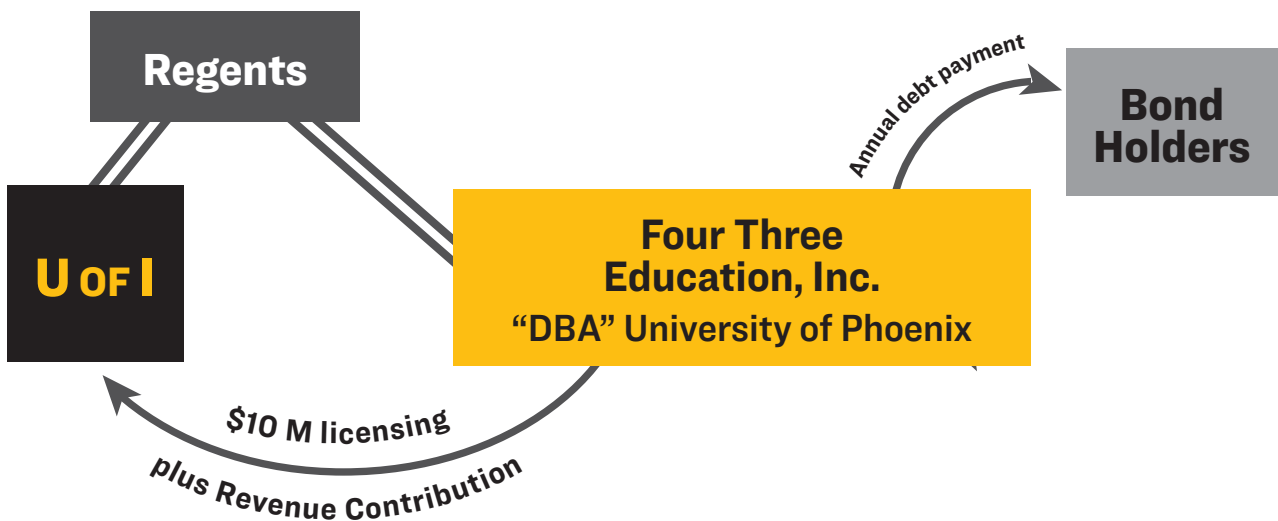 Regents
Annual debt payment
Bond
Holders
U OF I
Four Three
Education, Inc.
“DBA” University of Phoenix
$10 M licensing
plus Revenue Contribution